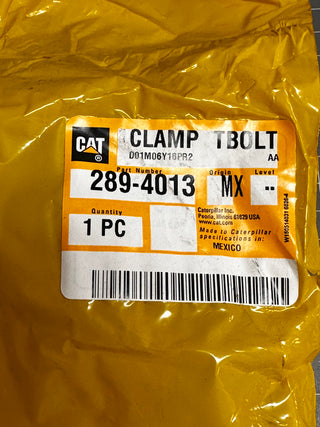 CAT
®
CLAMP TBOLT
D01M06Y16PR2 AA
Part Number Origin Level
289-4013 MX --
Quantity
1 PC
Caterpillar Inc.
Peoria, Illinois 61629 USA
www.cat.com
Made to Caterpillar
specifications in:
MEXICO